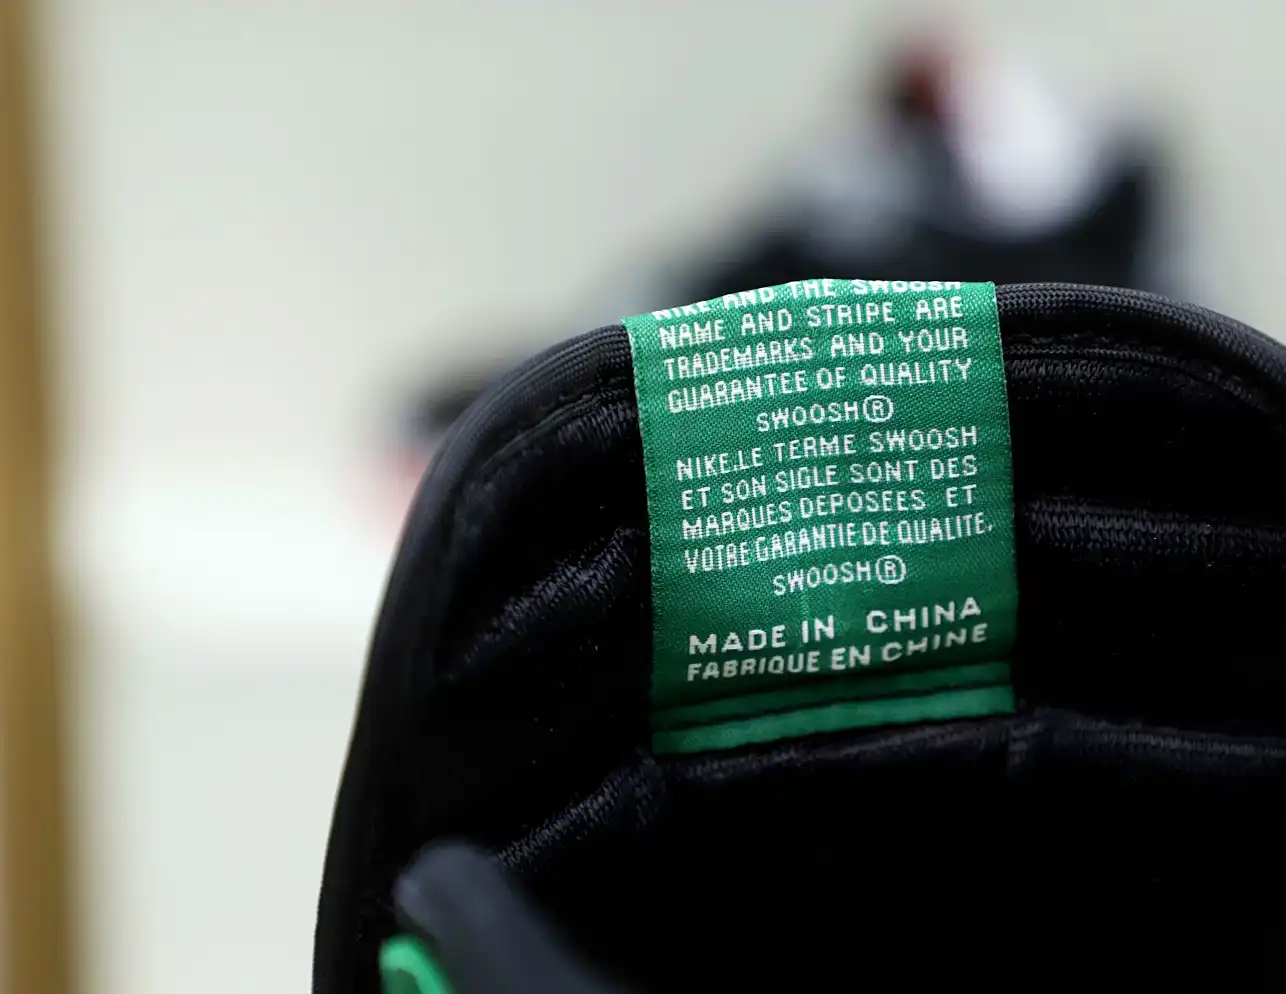 NIKE AND THE SWOOSH
NAME AND STRIPE ARE
TRADEMARKS AND YOUR
GUARANTEE OF QUALITY
SWOOSH®
NIKE.LE TERME SWOOSH
ET SON SIGLE SONT DES
MARQUES DEPOSEES ET
VOTRE GARANTIE DE QUALITE.
SWOOSH®
MADE IN CHINA
FABRIQUE EN CHINE